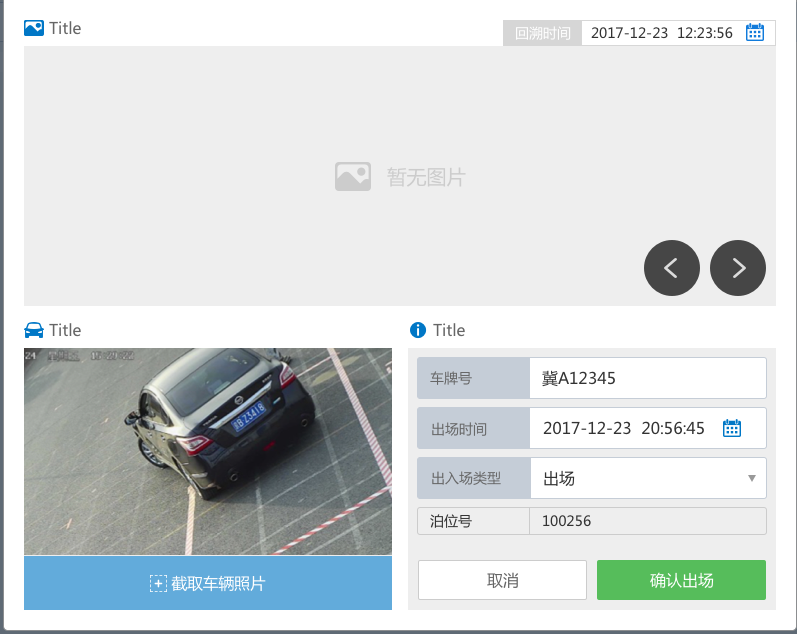 Title
回溯时间 2017-12-23 12:23:56
暂无图片
Title
Title
车牌号 冀A12345
出场时间 2017-12-23 20:56:45
出入场类型 出场
泊位号 100256
截取车辆照片
取消 确认出场